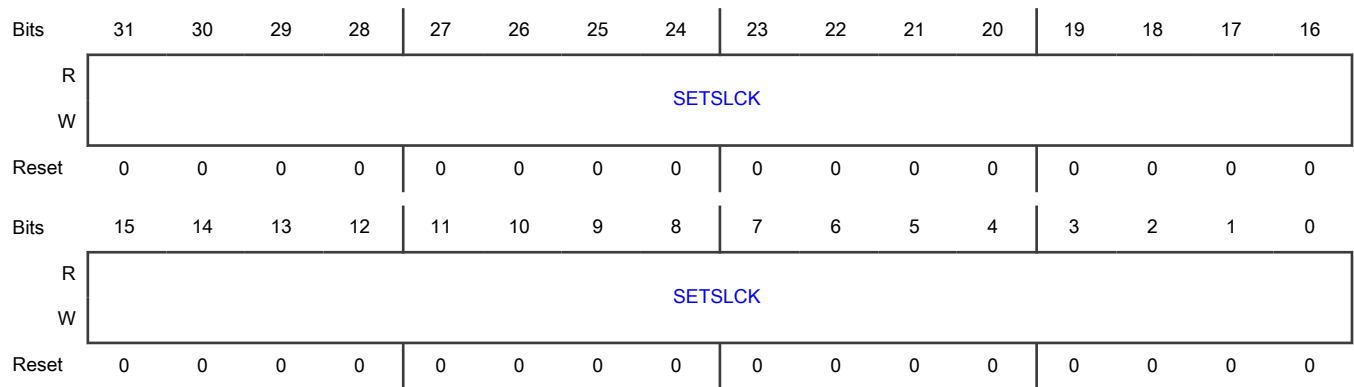 Bits 31 30 29 28 27 26 25 24 23 22 21 20 19 18 17 16
R
SETSLCK
W
Reset 0 0 0 0 0 0 0 0 0 0 0 0 0 0 0 0
Bits 15 14 13 12 11 10 9 8 7 6 5 4 3 2 1 0
R
SETSLCK
W
Reset 0 0 0 0 0 0 0 0 0 0 0 0 0 0 0 0